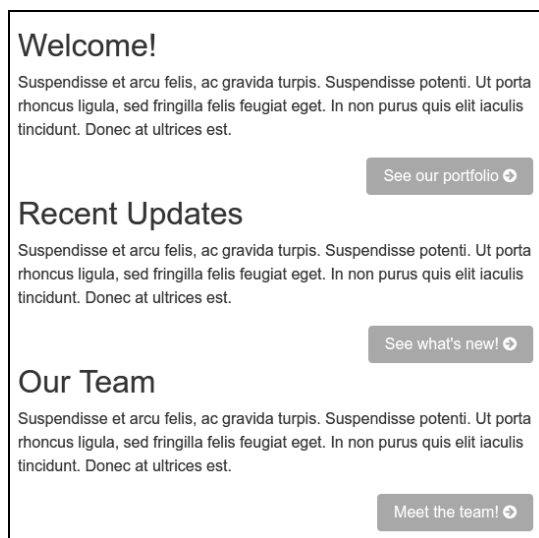 Welcome!
Suspendisse et arcu felis, ac gravida turpis. Suspendisse potenti. Ut porta
rhoncus ligula, sed fringilla felis feugiat eget. In non purus quis elit iaculis
tincidunt. Donec at ultrices est.
See our portfolio
Recent Updates
Suspendisse et arcu felis, ac gravida turpis. Suspendisse potenti. Ut porta
rhoncus ligula, sed fringilla felis feugiat eget. In non purus quis elit iaculis
tincidunt. Donec at ultrices est.
See what's new!
Our Team
Suspendisse et arcu felis, ac gravida turpis. Suspendisse potenti. Ut porta
rhoncus ligula, sed fringilla felis feugiat eget. In non purus quis elit iaculis
tincidunt. Donec at ultrices est.
Meet the team!